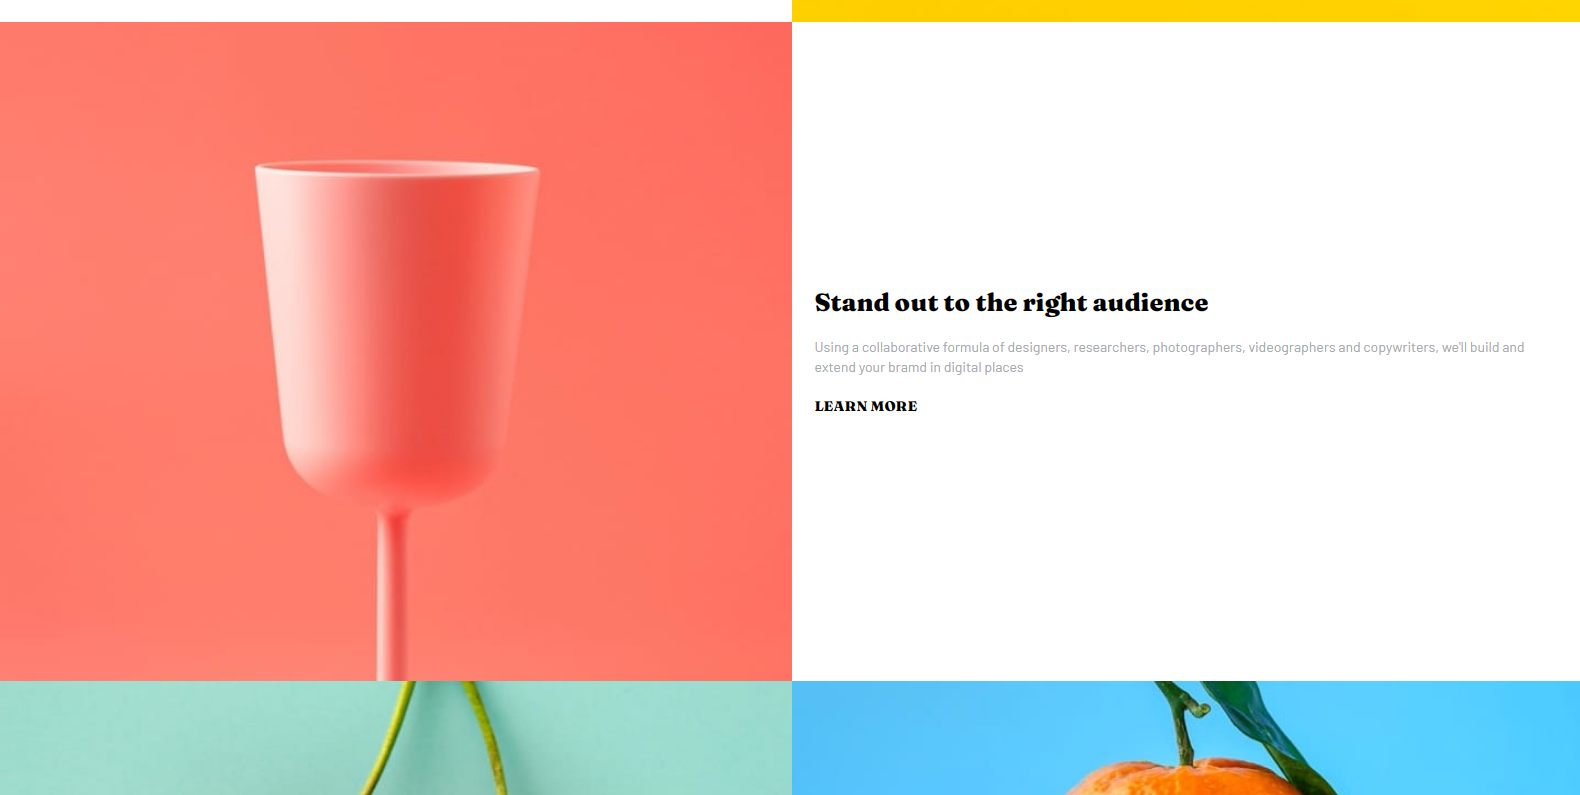 Stand out to the right audience
Using a collaborative formula of designers, researchers, photographers, videographers and copywriters, we'll build and
extend your bramd in digital places
LEARN MORE